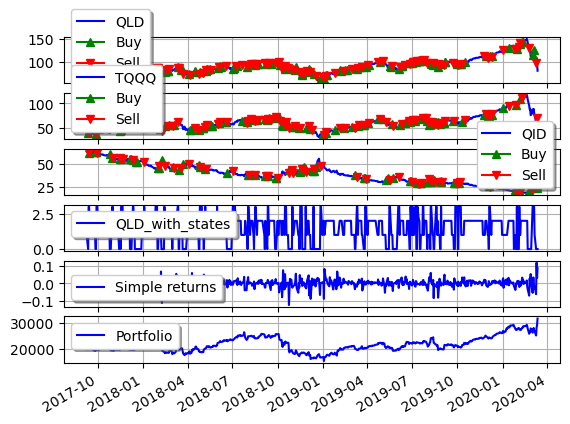 QLD
Buy
Sell
150
100
TQQQ
Buy
Sell
100
50
QID
Buy
Sell
50
25
QLD_with_states
2.5
0.0
Simple returns
0.1
0.0
−0.1
Portfolio
30000
20000
2017-10
2018-01
2018-04
2018-07
2018-10
2019-01
2019-04
2019-07
2019-10
2020-01
2020-04